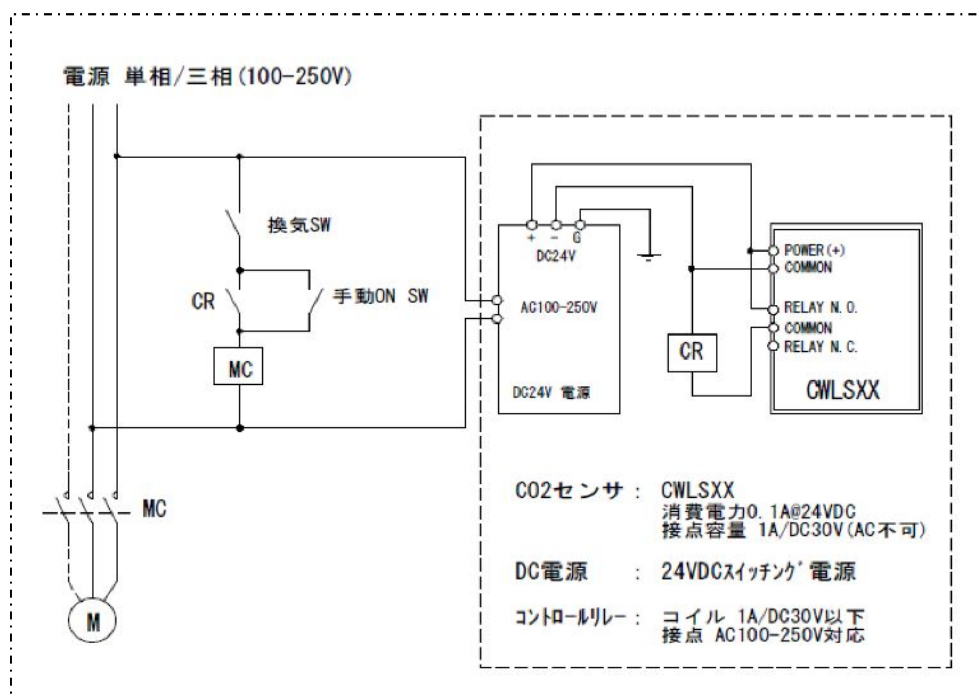 電源 単相/三相(100-250V)
換気SW
CR
手動ON SW
MC
MC
M
+ - G
DC24V
AC100-250V
DC24V 電源
CR
POWER(+)
COMMON
RELAY N.O.
COMMON
RELAY N.C.
CWLSXX
CO2センサ : CWLSXX
消費電力0.1A@24VDC
接点容量 1A/DC30V(AC不可)
DC電源 : 24VDCスイッチング電源
コントロールリレー : コイル 1A/DC30V以下
接点 AC100-250V対応